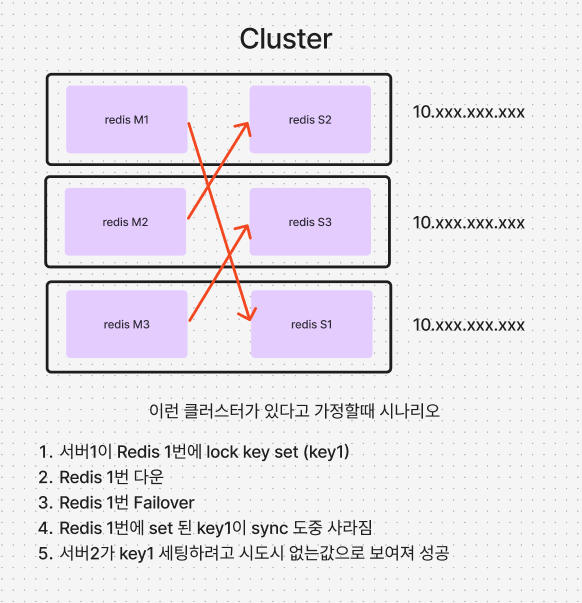 Cluster
redis M1
redis S2
10.xxx.xxx.xxx
redis M2
redis S3
10.xxx.xxx.xxx
redis M3
redis S1
10.xxx.xxx.xxx
이런 클러스터가 있다고 가정할때 시나리오
1. 서버1이 Redis 1번에 lock key set (key1)
2. Redis 1번 다운
3. Redis 1번 Failover
4. Redis 1번에 set 된 key1이 sync 도중 사라짐
5. 서버2가 key1 세팅하려고 시도시 없는값으로 보여져 성공